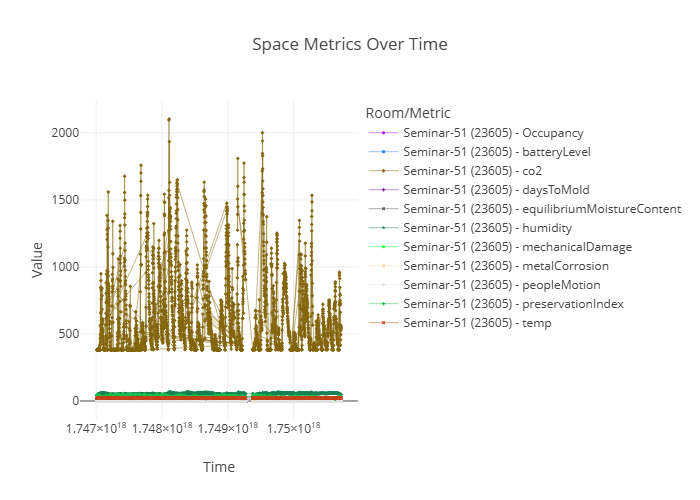 Space Metrics Over Time
Room/Metric
Seminar-51 (23605) - Occupancy
Seminar-51 (23605) - batteryLevel
Seminar-51 (23605) - co2
Seminar-51 (23605) - daysToMold
Seminar-51 (23605) - equilibriumMoistureContent
Seminar-51 (23605) - humidity
Seminar-51 (23605) - mechanicalDamage
Seminar-51 (23605) - metalCorrosion
Seminar-51 (23605) - peopleMotion
Seminar-51 (23605) - preservationIndex
Seminar-51 (23605) - temp
Value
2000
1500
1000
500
0
1.747×10¹⁸ 1.748×10¹⁸ 1.749×10¹⁸ 1.75×10¹⁸
Time